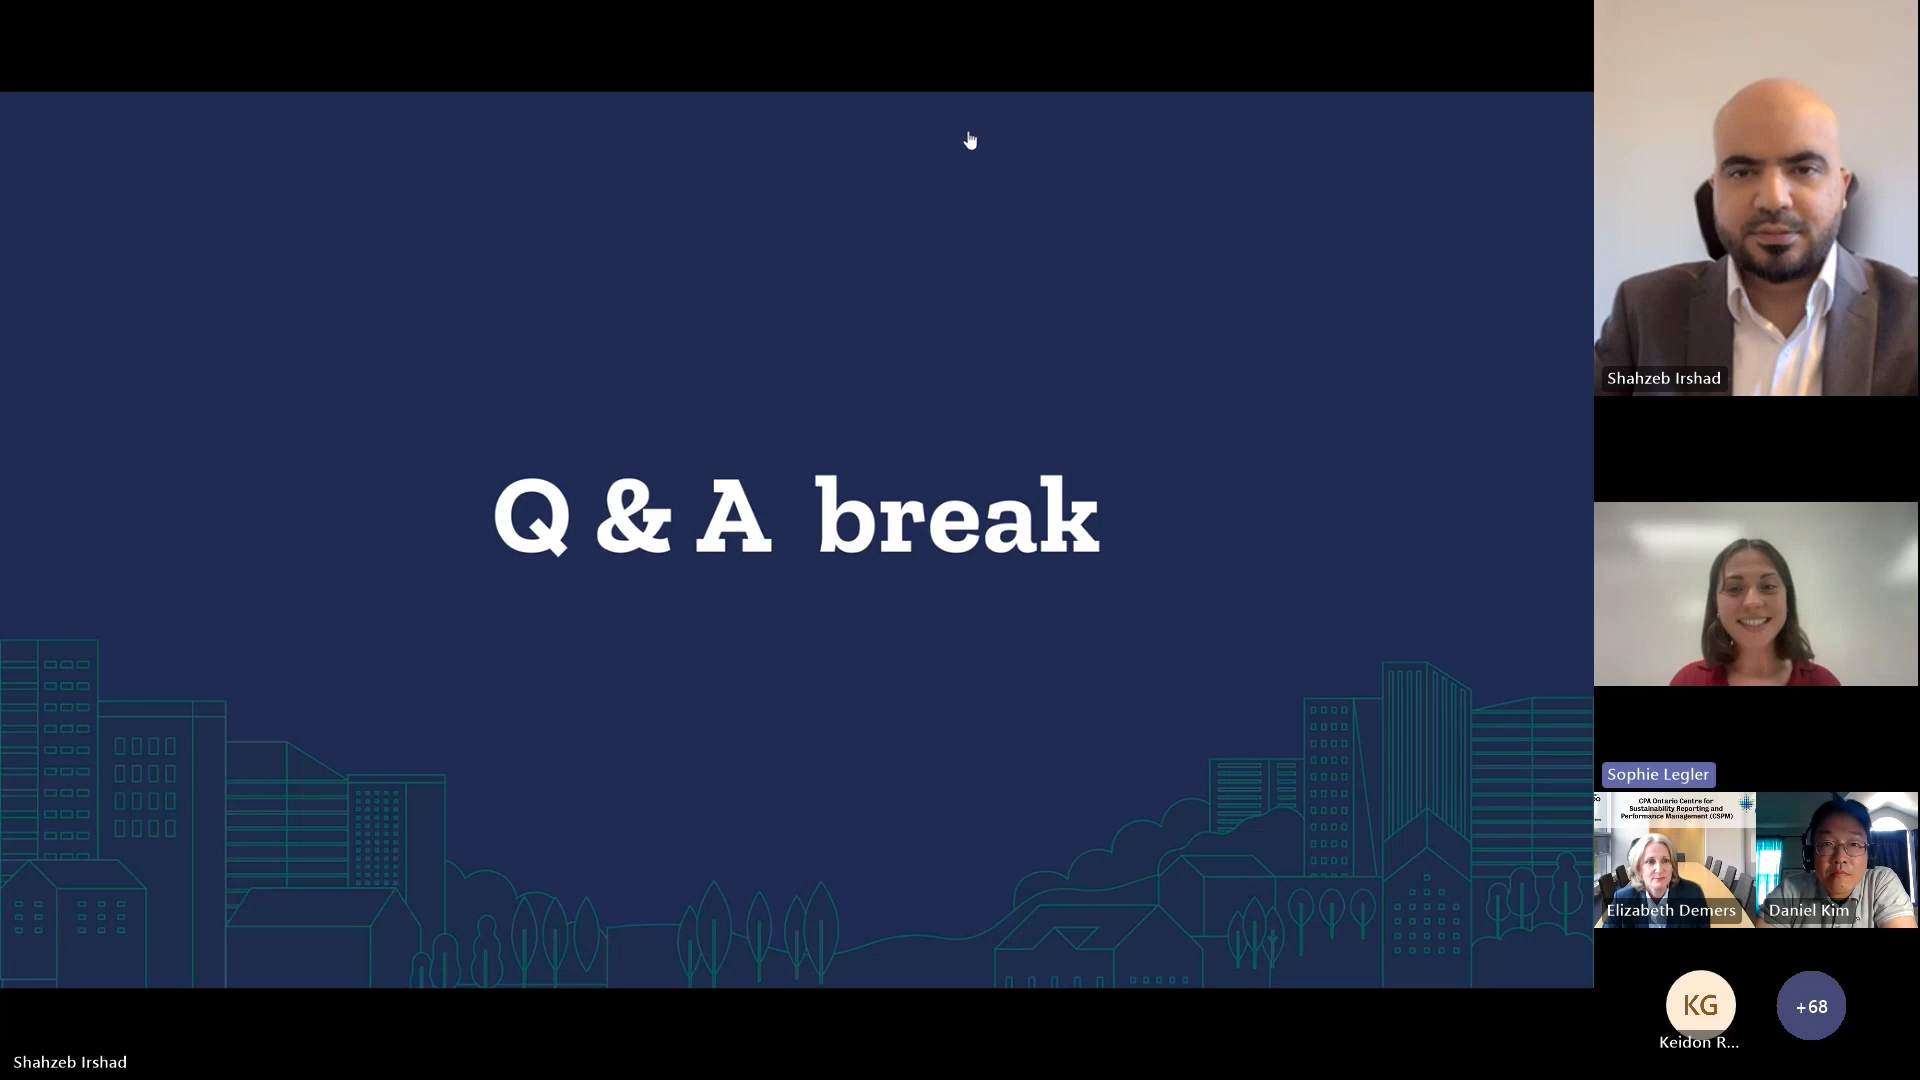 Q & A break
Shahzeb Irshad
Sophie Legler
CPA Ontario Centre for
Sustainability Reporting and
Performance Management (CSPM)
Elizabeth Demers
Daniel Kim
KG
+68
Keidon R...
Shahzeb Irshad